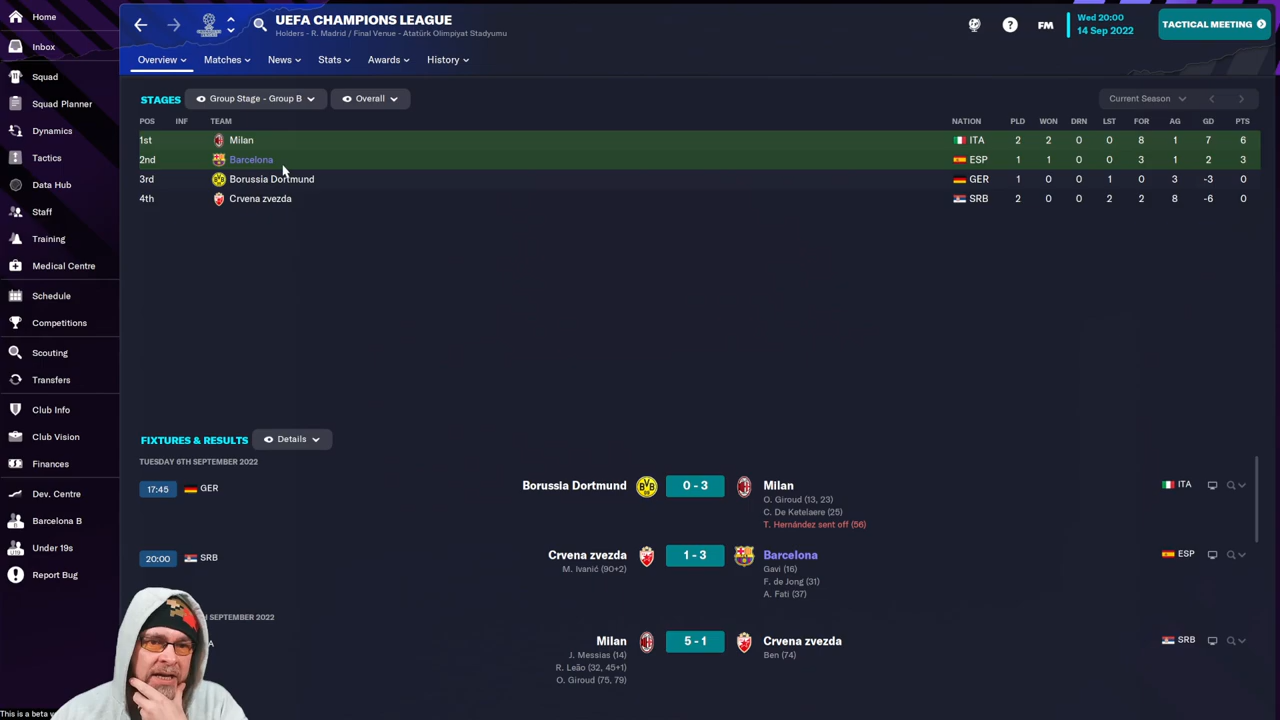 Home
Inbox
Squad
Squad Planner
Dynamics
Tactics
Data Hub
Staff
Training
Medical Centre
Schedule
Competitions
Scouting
Transfers
Club Info
Club Vision
Finances
Dev. Centre
Barcelona B
Under 19s
Report Bug
This is a beta v
UEFA CHAMPIONS LEAGUE
Holders - R. Madrid / Final Venue - Atatürk Olimpiyat Stadyumu
FM
Wed 20:00
14 Sep 2022
TACTICAL MEETING
Overview Matches News Stats Awards History
STAGES Group Stage - Group B Overall Current Season
POS INF TEAM NATION PLD WON DRN LST FOR AG GD PTS
1st Milan ITA 2 2 0 0 8 1 7 6
2nd Barcelona ESP 1 1 0 0 3 1 2 3
3rd Borussia Dortmund GER 1 0 0 1 0 3 -3 0
4th Crvena zvezda SRB 2 0 0 2 2 8 -6 0
FIXTURES & RESULTS Details
TUESDAY 6TH SEPTEMBER 2022
17:45 GER Borussia Dortmund 0 - 3 Milan ITA
O. Giroud (13, 23)
C. De Ketelaere (25)
T. Hernández sent off (56)
20:00 SRB Crvena zvezda 1 - 3 Barcelona ESP
M. Ivanić (90+2)
Gavi (16)
F. de Jong (31)
A. Fati (37)
SEPTEMBER 2022
Milan 5 - 1 Crvena zvezda SRB
J. Messias (14)
R. Leão (32, 45+1)
O. Giroud (75, 79)
Ben (74)